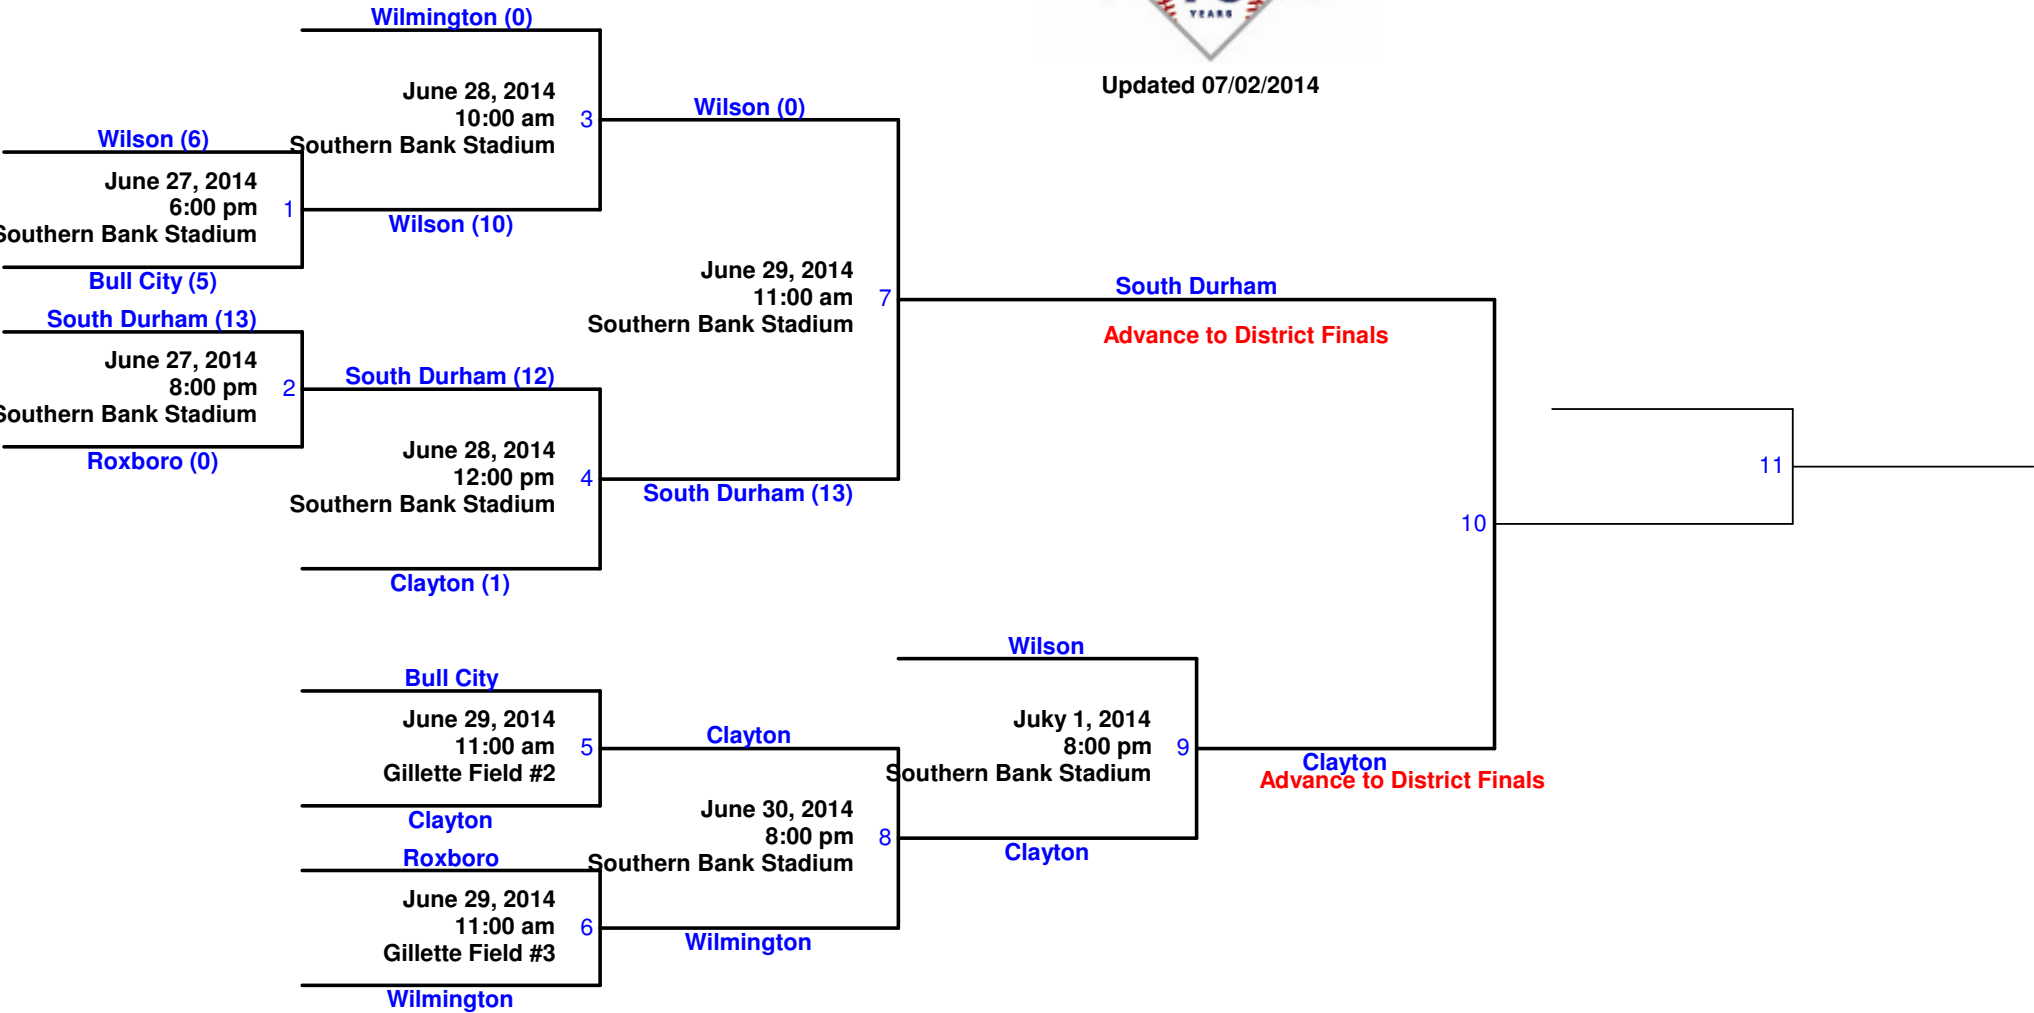 Wilmington (0)
YEARS
Updated 07/02/2014
June 28, 2014
10:00 am
Southern Bank Stadium
3
Wilson (0)
Wilson (6)
June 27, 2014
6:00 pm
Southern Bank Stadium
1
Wilson (10)
Bull City (5)
South Durham (13)
June 27, 2014
8:00 pm
Southern Bank Stadium
2
Roxboro (0)
June 29, 2014
11:00 am
Southern Bank Stadium
7
South Durham
Advance to District Finals
South Durham (12)
June 28, 2014
12:00 pm
Southern Bank Stadium
4
South Durham (13)
Clayton (1)
11
10
Bull City
June 29, 2014
11:00 am
Gillette Field #2
5
Clayton
Clayton
Wilson
Juky 1, 2014
8:00 pm
Southern Bank Stadium
9
Clayton
Advance to District Finals
June 30, 2014
8:00 pm
Southern Bank Stadium
8
Clayton
Roxboro
June 29, 2014
11:00 am
Gillette Field #3
6
Wilmington
Wilmington